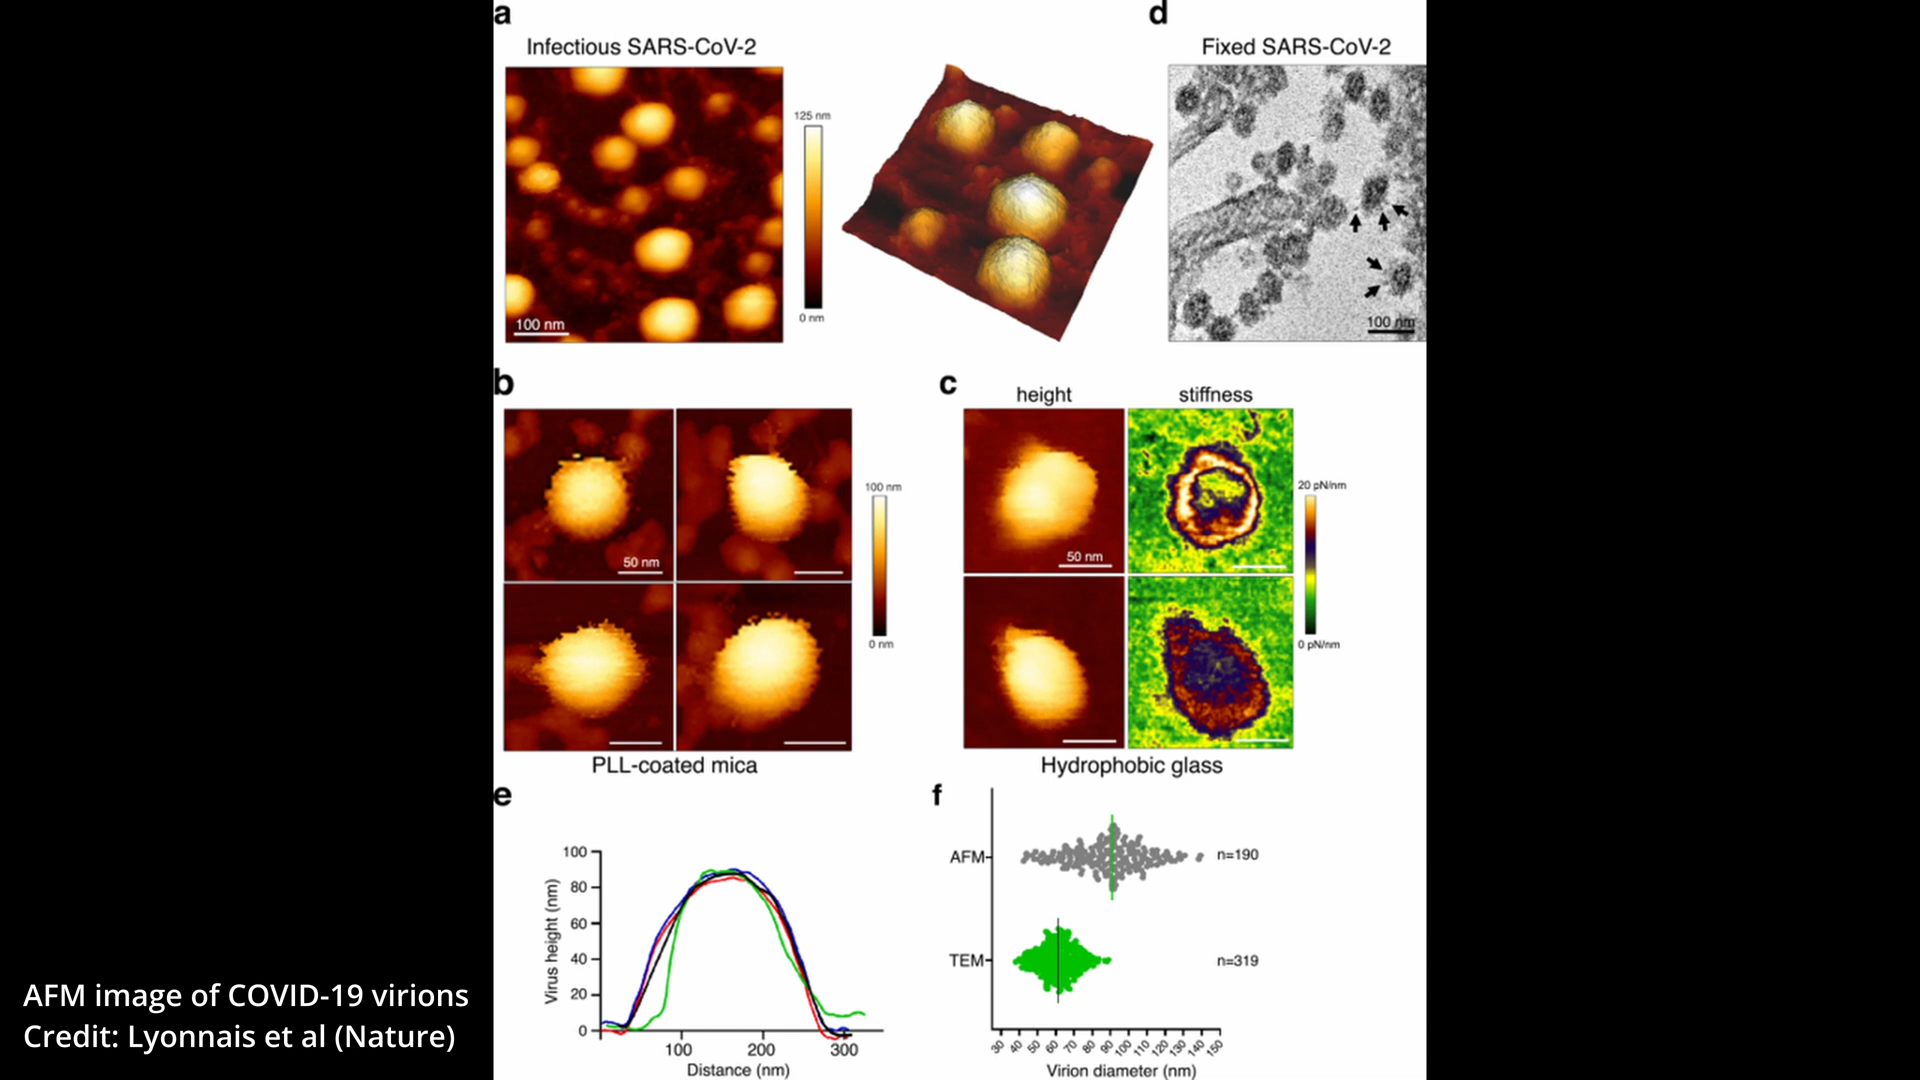 a
d
Infectious SARS-CoV-2
Fixed SARS-CoV-2
125 nm
0 nm
100 nm
100 nm
b
c
height
stiffness
100 nm
0 nm
50 nm
50 nm
20 pN/nm
0 pN/nm
PLL-coated mica
Hydrophobic glass
e
Virus height (nm)
100
80
60
40
20
0
100 200 300
Distance (nm)
f
AFM
n=190
TEM
n=319
30 40 50 60 70 80 90 100 110 120 130 140 150
Virion diameter (nm)
AFM image of COVID-19 virions
Credit: Lyonnais et al (Nature)